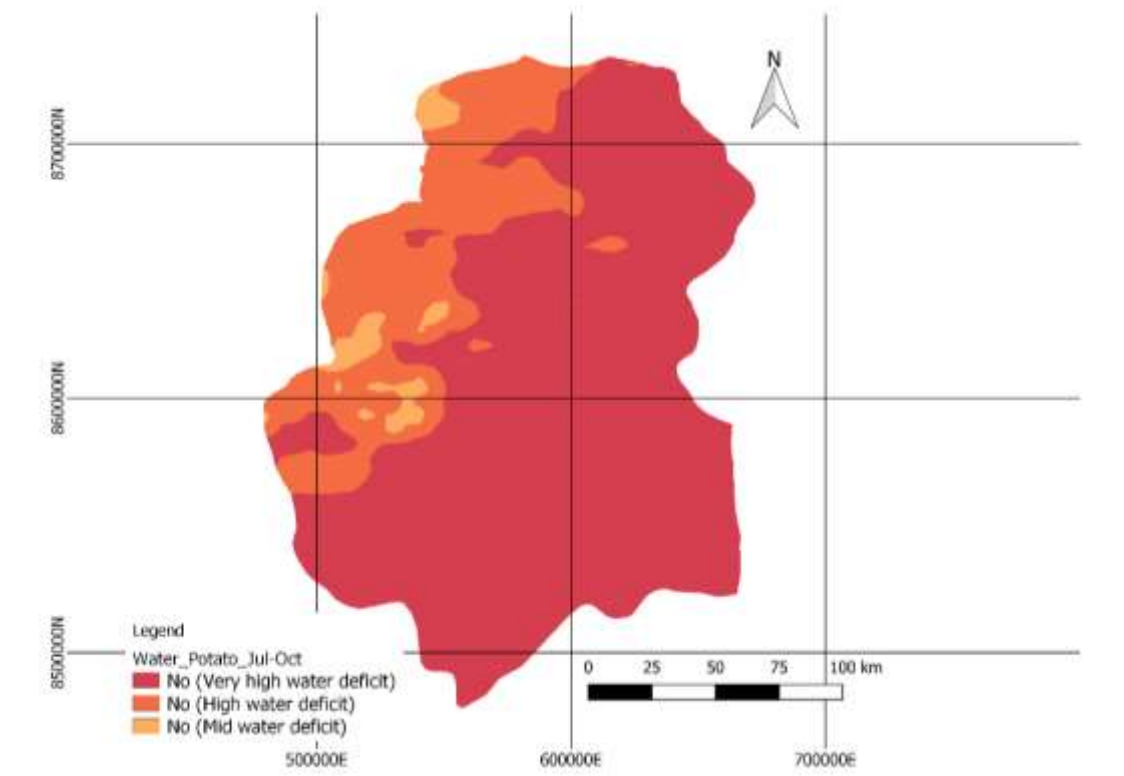 N
8700000N
8600000N
8500000N
Legend
Water_Potato_Jul-Oct
No (Very high water deficit)
No (High water deficit)
No (Mid water deficit)
0 25 50 75 100 km
500000E 600000E 700000E